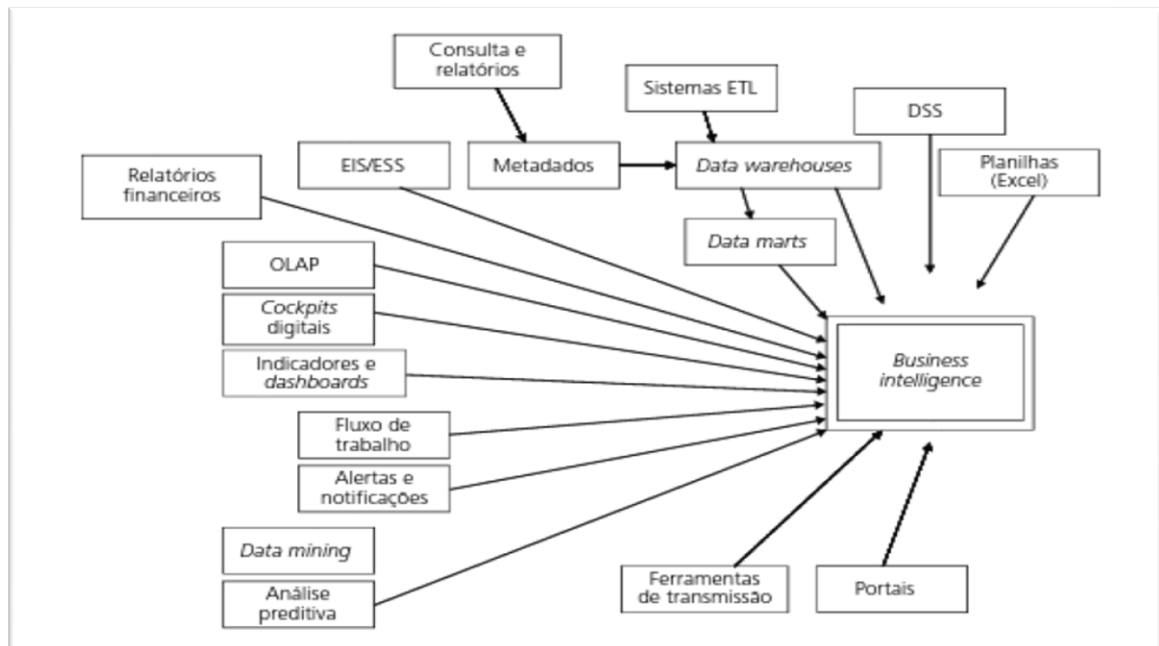 Consulta e
relatórios
Sistemas ETL
DSS
EIS/ESS
Metadados
Data warehouses
Planilhas
(Excel)
Relatórios
financeiros
Data marts
OLAP
Cockpits
digitais
Indicadores e
dashboards
Business
intelligence
Fluxo de
trabalho
Alertas e
notificações
Data mining
Análise
preditiva
Ferramentas
de transmissão
Portais